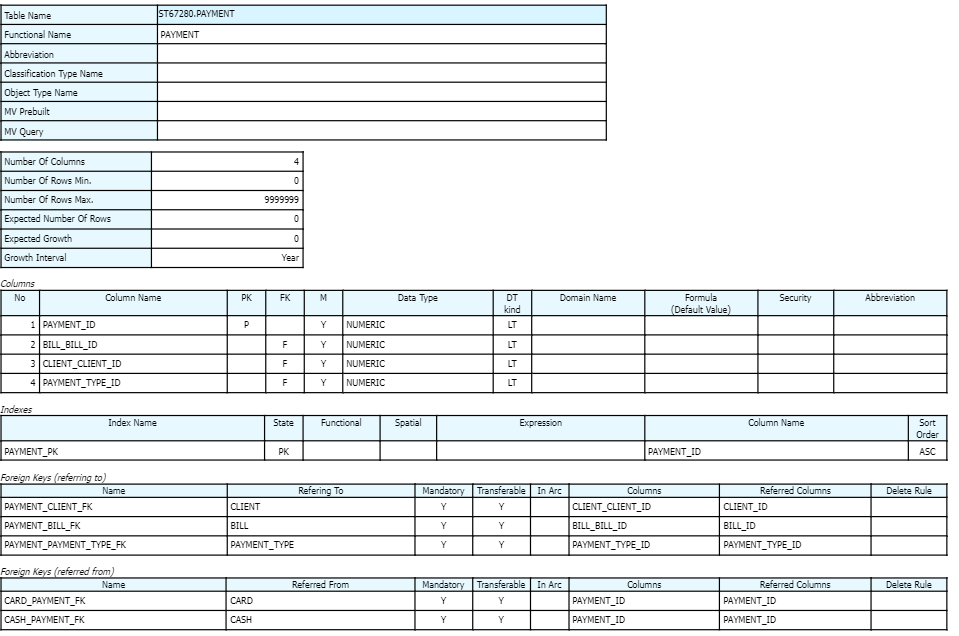 Table Name ST67280.PAYMENT
Functional Name PAYMENT
Abbreviation
Classification Type Name
Object Type Name
MV Prebuilt
MV Query
Number Of Columns 4
Number Of Rows Min. 0
Number Of Rows Max. 9999999
Expected Number Of Rows 0
Expected Growth 0
Growth Interval Year
Columns
No Column Name PK FK M Data Type DT kind Domain Name Formula (Default Value) Security Abbreviation
1 PAYMENT_ID P Y NUMERIC LT
2 BILL_BILL_ID F Y NUMERIC LT
3 CLIENT_CLIENT_ID F Y NUMERIC LT
4 PAYMENT_TYPE_ID F Y NUMERIC LT
Indexes
Index Name State Functional Spatial Expression Column Name Sort Order
PAYMENT_PK PK PAYMENT_ID ASC
Foreign Keys (referring to)
Name Refering To Mandatory Transferable In Arc Columns Referred Columns Delete Rule
PAYMENT_CLIENT_FK CLIENT Y Y CLIENT_CLIENT_ID CLIENT_ID
PAYMENT_BILL_FK BILL Y Y BILL_BILL_ID BILL_ID
PAYMENT_PAYMENT_TYPE_FK PAYMENT_TYPE Y Y PAYMENT_TYPE_ID PAYMENT_TYPE_ID
Foreign Keys (referred from)
Name Referred From Mandatory Transferable In Arc Columns Referred Columns Delete Rule
CARD_PAYMENT_FK CARD Y Y PAYMENT_ID PAYMENT_ID
CASH_PAYMENT_FK CASH Y Y PAYMENT_ID PAYMENT_ID